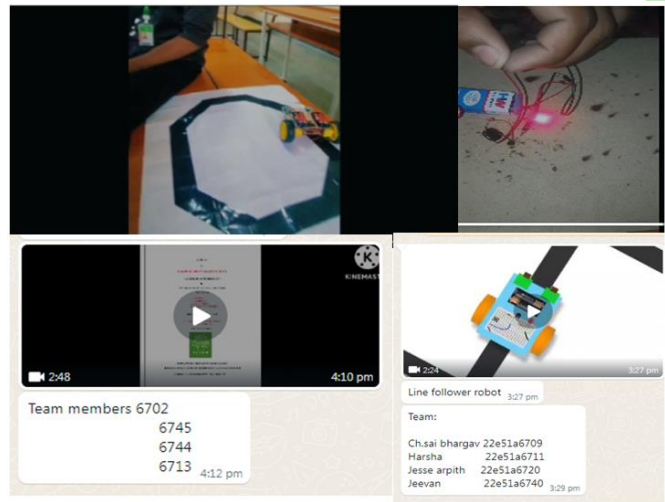 HW
KINEMAST
2:48
4:10 pm
Team members 6702
6745
6744
6713 4:12 pm
2:24
3:27 pm
Line follower robot 3:27 pm
Team:
Ch.sai bhargav 22e51a6709
Harsha 22e51a6711
Jesse arpith 22e51a6720
Jeevan 22e51a6740 3:29 pm